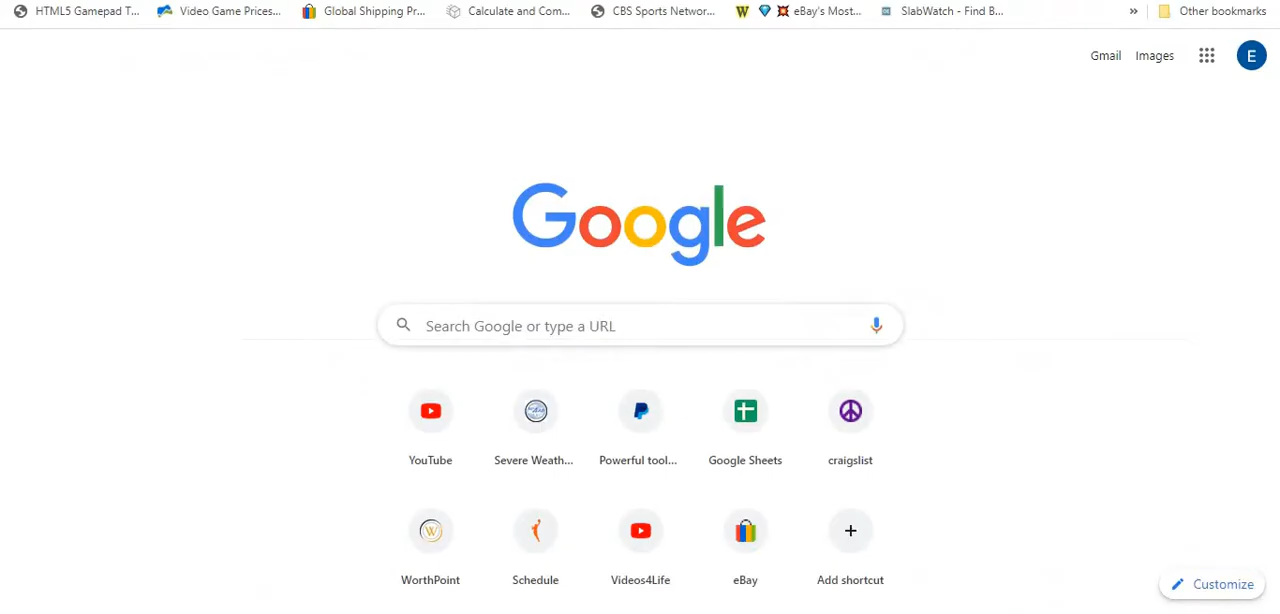 HTML5 Gamepad T... Video Game Prices... Global Shipping Pr... Calculate and Com... CBS Sports Networ... eBay's Most... SlabWatch - Find B... » Other bookmarks
Gmail Images E
Google
Search Google or type a URL
YouTube Severe Weath... Powerful tool... Google Sheets craigslist
WorthPoint Schedule Videos4Life eBay Add shortcut
Customize